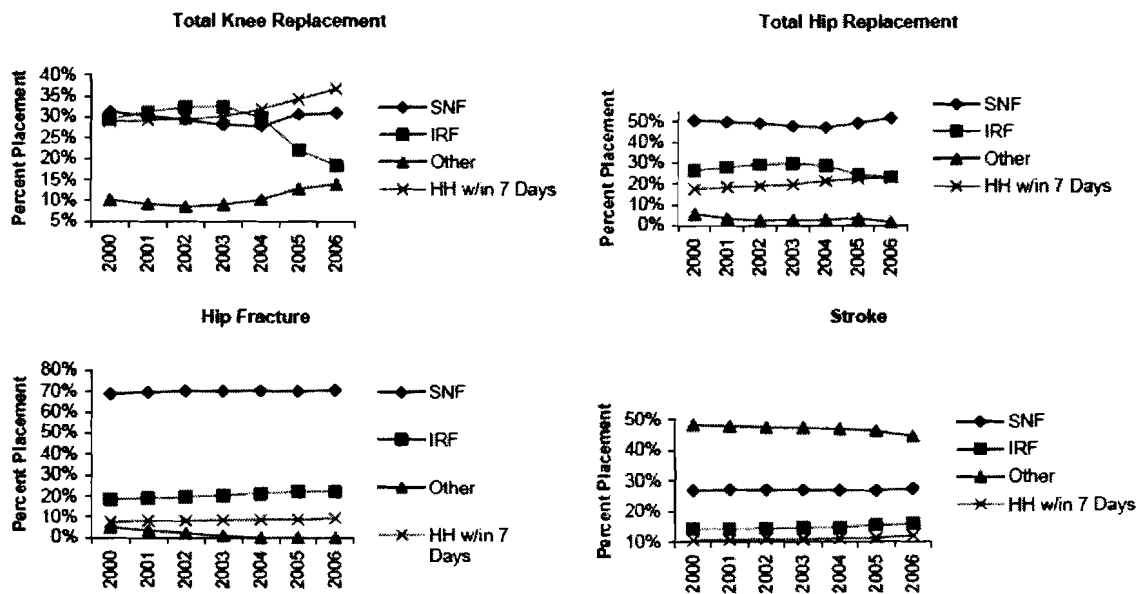 Total Knee Replacement
Percent Placement
40%
35%
30%
25%
20%
15%
10%
5%
2000
2001
2002
2003
2004
2005
2006
SNF
IRF
Other
HH w/in 7 Days
Total Hip Replacement
Percent Placement
50%
40%
30%
20%
10%
0%
2000
2001
2002
2003
2004
2005
2006
SNF
IRF
Other
HH w/in 7 Days
Hip Fracture
Percent Placement
80%
70%
60%
50%
40%
30%
20%
10%
0%
2000
2001
2002
2003
2004
2005
2006
SNF
IRF
Other
HH w/in 7
Days
Stroke
Percent Placement
50%
40%
30%
20%
10%
2000
2001
2002
2003
2004
2005
2006
SNF
IRF
Other
HH w/in 7 Days